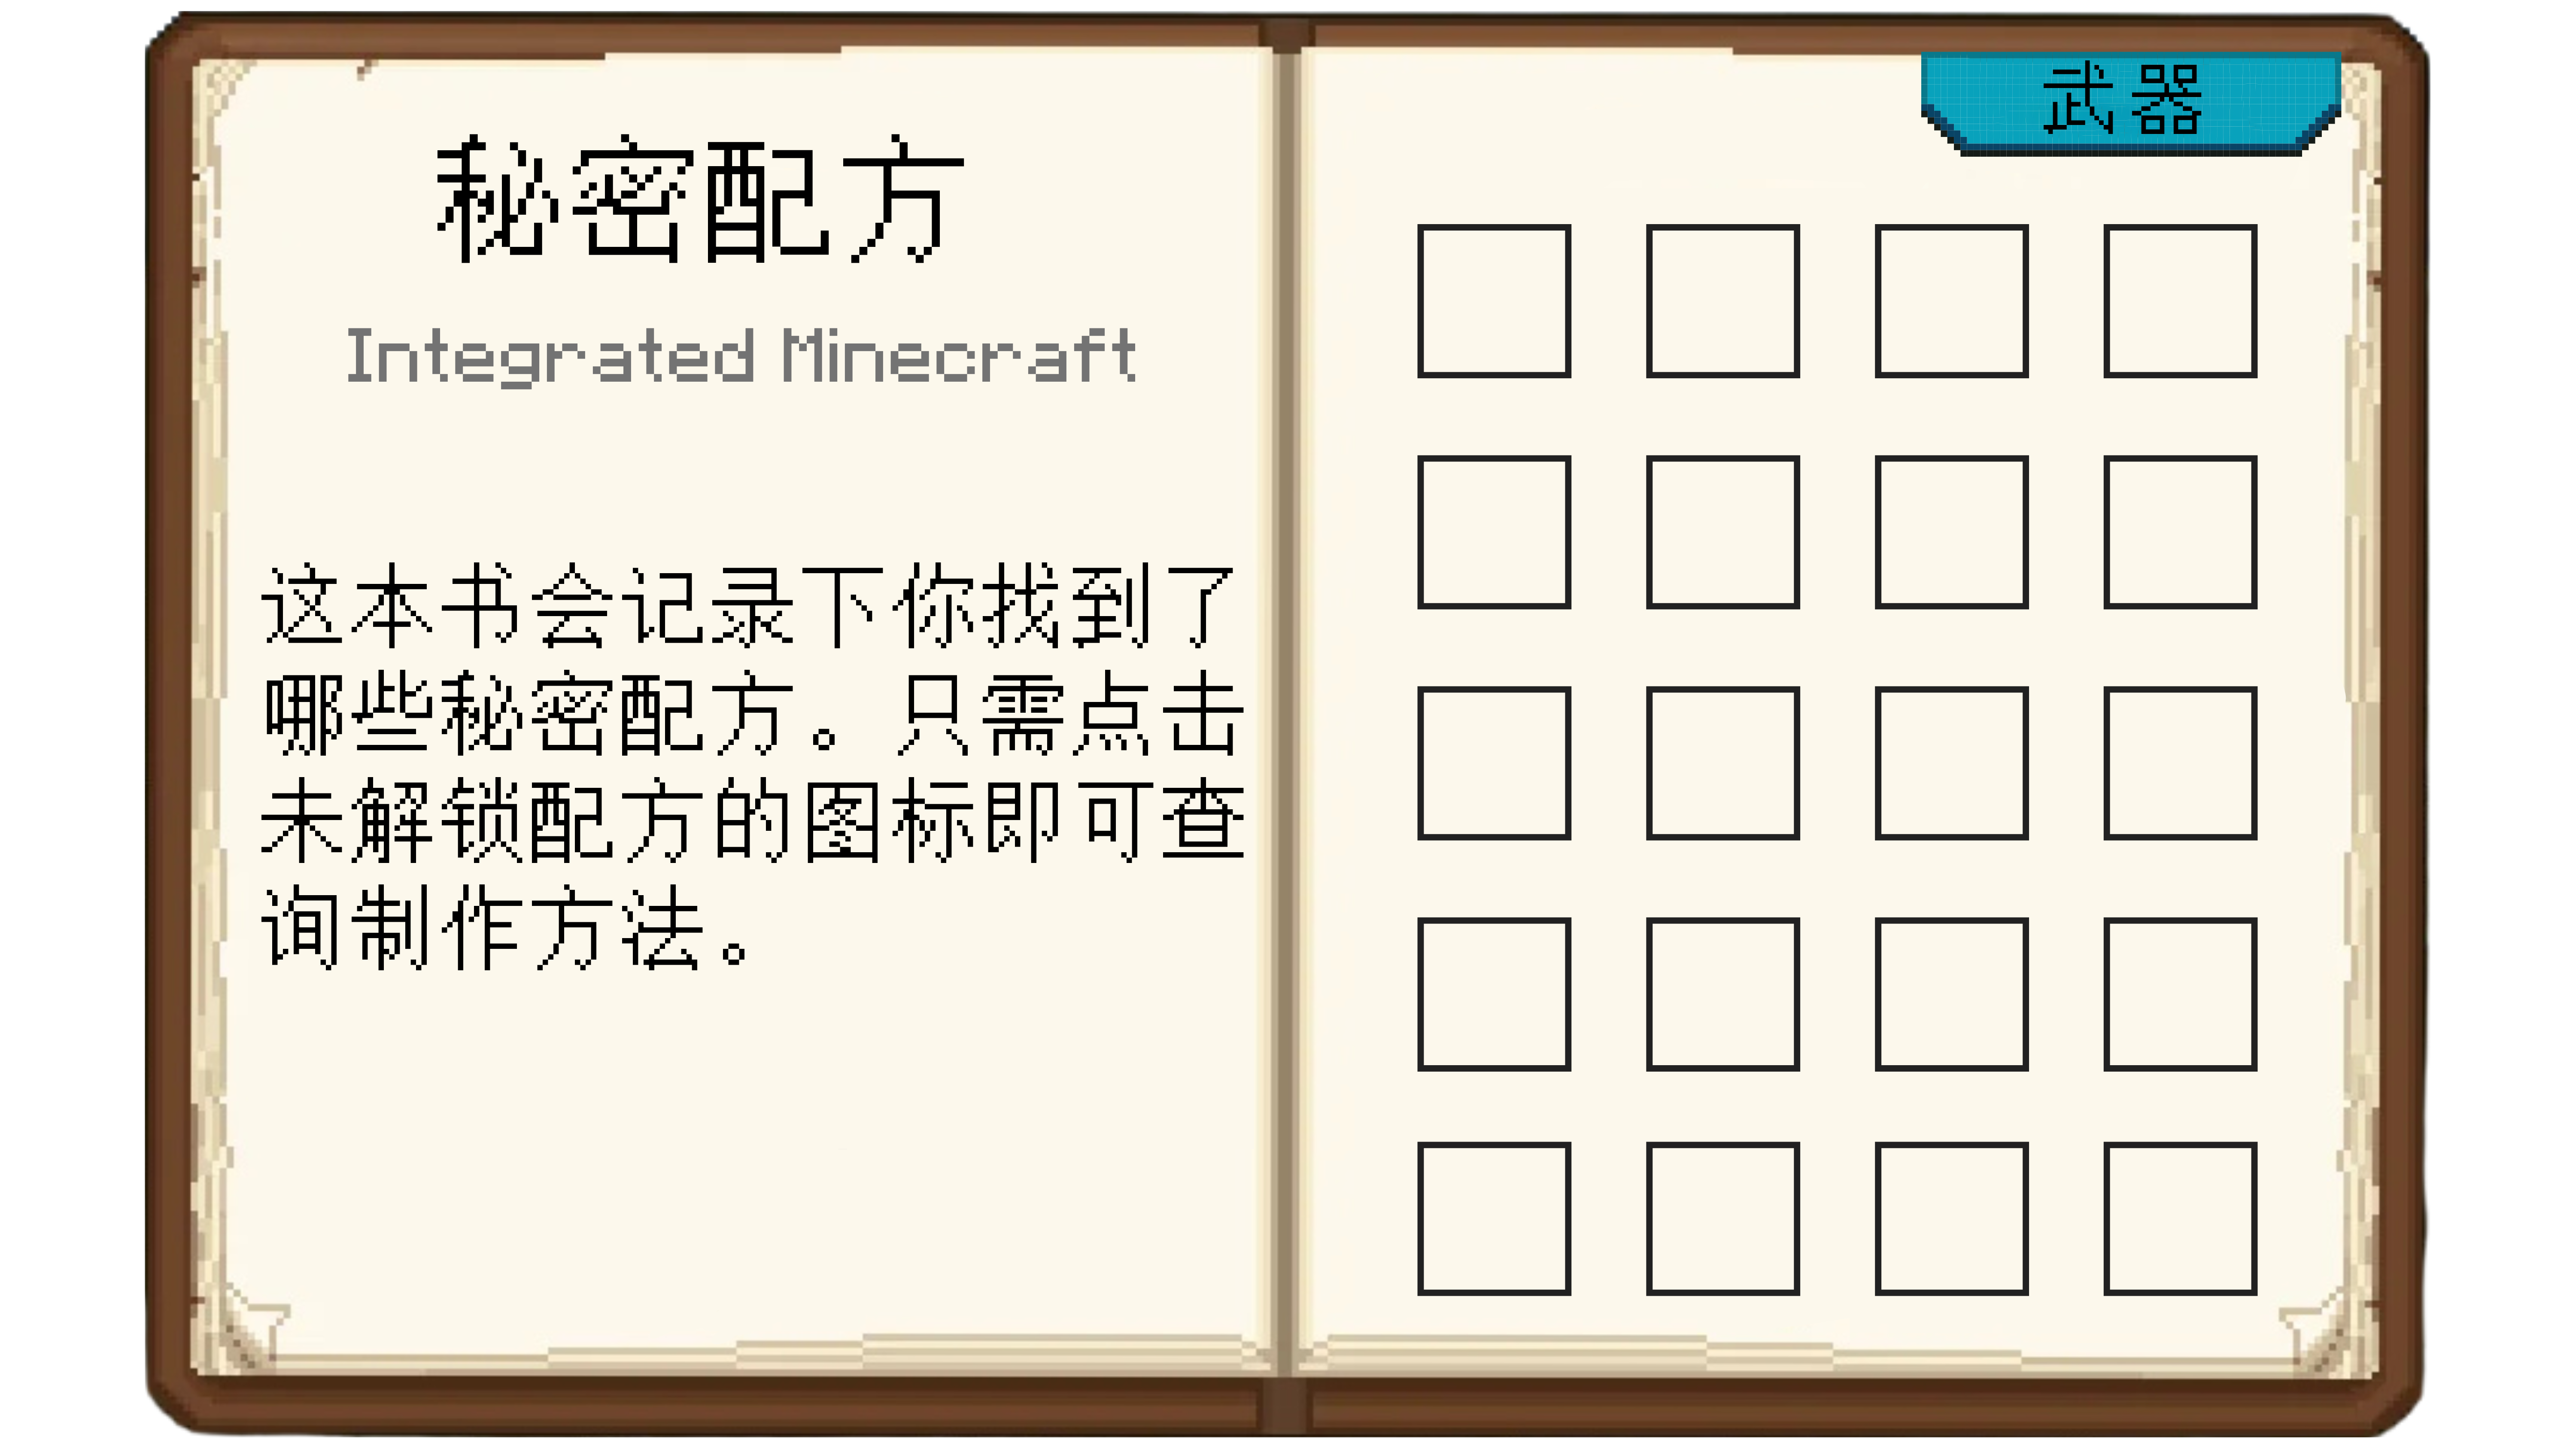 秘密配方
Integrated Minecraft
这本书会记录下你找到了
哪些秘密配方。只需点击
未解锁配方的图标即可查
询制作方法。
武器